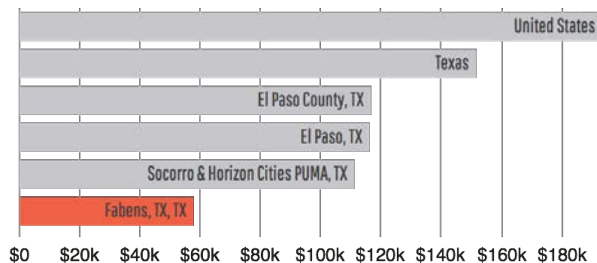 United States
Texas
El Paso County, TX
El Paso, TX
Socorro & Horizon Cities PUMA, TX
Fabens, TX, TX
$0 $20k $40k $60k $80k $100k $120k $140k $160k $180k